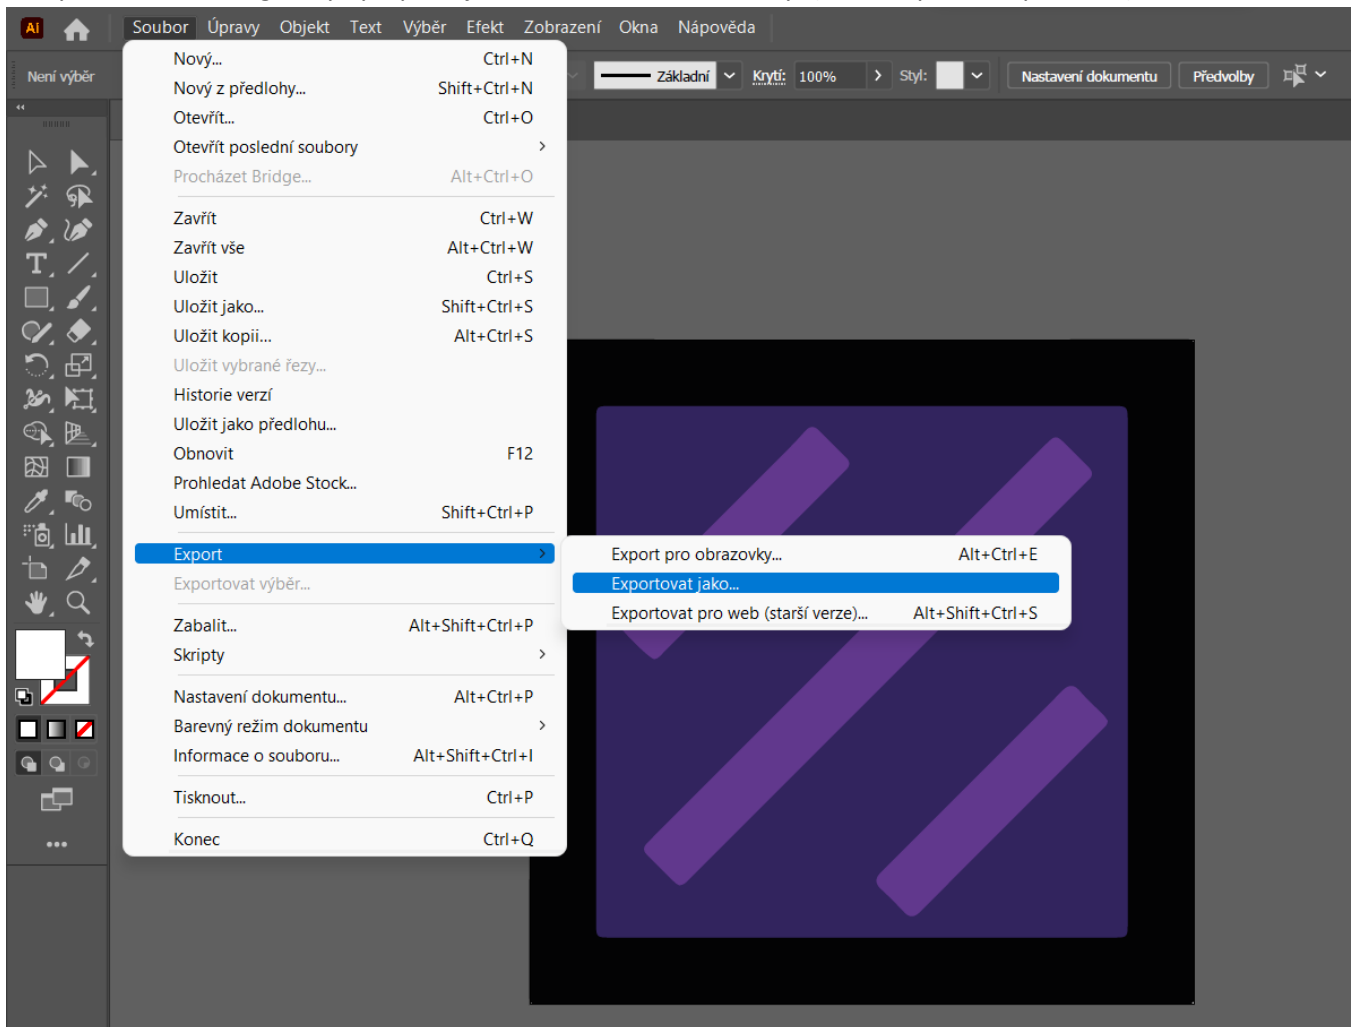 Ai Soubor Úpravy Objekt Text Výběr Efekt Zobrazení Okna Nápověda
Není výběr Základní Krytí: 100% Styl: Nastavení dokumentu Předvolby
Nový... Ctrl+N
Nový z předlohy... Shift+Ctrl+N
Otevřít... Ctrl+O
Otevřít poslední soubory
Procházet Bridge... Alt+Ctrl+O
Zavřít Ctrl+W
Zavřít vše Alt+Ctrl+W
Uložit Ctrl+S
Uložit jako... Shift+Ctrl+S
Uložit kopii... Alt+Ctrl+S
Uložit vybrané řezy...
Historie verzí
Uložit jako předlohu...
Obnovit F12
Prohledat Adobe Stock...
Umístit... Shift+Ctrl+P
Export
Exportovat výběr...
Export pro obrazovky... Alt+Ctrl+E
Exportovat jako...
Exportovat pro web (starší verze)... Alt+Shift+Ctrl+S
Zabalit... Alt+Shift+Ctrl+P
Skripty
Nastavení dokumentu... Alt+Ctrl+P
Barevný režim dokumentu
Informace o souboru... Alt+Shift+Ctrl+I
Tisknout... Ctrl+P
Konec Ctrl+Q